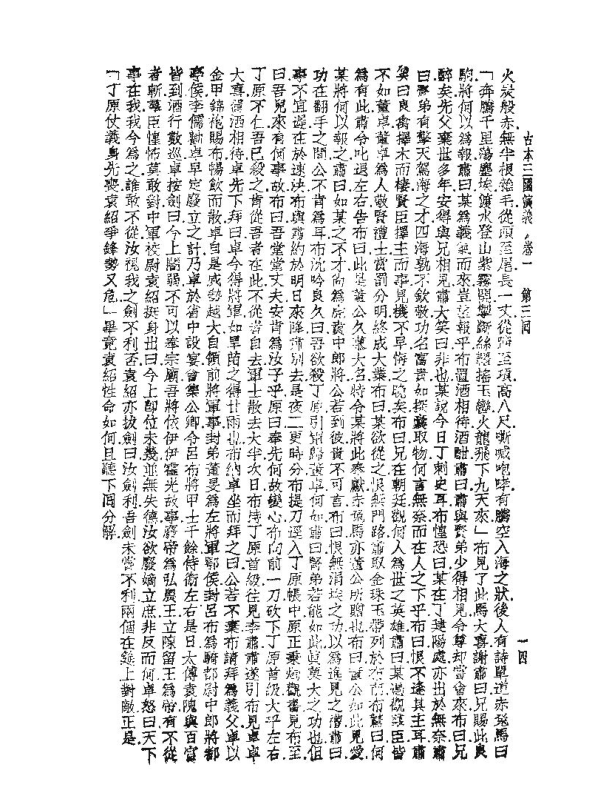 古本三國演義 卷一 第三回 一四
火炭般赤無半根雜毛從頭至尾長一丈從蹄至項高八尺嘶喊咆哮有騰空入海之狀後人有詩單道赤兎馬曰
「奔騰千里蕩塵埃渡水登山紫霧開掣斷絲韁搖玉轡火龍飛下九天來」布見了此馬大喜謝肅曰兄賜此良
駒將何以為報肅曰某為義氣而來豈望報乎布置酒相待酒酣肅曰肅與賢弟少得相見令尊却嘗會來布曰兄
醉矣先父棄世多年安得與兄相見肅大笑曰非也某說今日丁刺史耳布惶恐曰某在丁建陽處亦出於無奈肅
曰賢弟有擎天駕海之才四海孰不欽敬功名富貴如探囊取物何言無奈而在人之下乎布曰恨不逢其主耳肅
笑曰良禽擇木而棲賢臣擇主而事見機不早悔之晚矣布曰兄在朝廷觀何人為世之英雄肅曰某遍觀羣臣皆
不如董卓董卓為人敬賢禮士賞罰分明終成大業布曰某欲從之恨無門路肅取金珠玉帶列於布前布驚曰何
為有此肅令叱退左右告布曰此是董公久慕大名特令某將此奉獻赤兎馬亦董公所贈也布曰董公如此見愛
某將何以報之肅曰如某之不才尚為虎賁中郎將公若到彼貴不可言布曰恨無涓埃之功以為進見之禮肅曰
功在翻手之間公不肯為耳布沈吟良久曰吾欲殺丁原引軍歸董卓何如肅曰賢弟若能如此真莫大之功也但
事不宜遲在於速決布與肅約於明日來降肅別去是夜二更時分布提刀逕入丁原帳中原正秉燭觀書見布至
曰吾兒來有何事故布曰吾堂堂丈夫安肯為汝子乎原曰奉先何故變心布向前一刀砍下丁原首級大呼左右
丁原不仁吾已殺之肯從吾者在此不從者自去軍士散去大半次日布持丁原首級往見李肅肅遂引布見卓卓
大喜置酒相待卓先下拜曰卓今得將軍如旱苗之得甘雨也布納卓坐而拜之曰公若不棄布請拜為義父卓以
金甲錦袍賜布暢飲而散卓自是威勢越大自領前將軍事封弟董旻為左將軍鄠侯封呂布為騎都尉中郎將都
亭侯李儒勸卓早定廢立之計乃卓於省中設宴會集公卿令呂布將甲士千餘侍衛左右是日太傅袁隗與百官
皆到酒行數巡卓按劍曰今上闇弱不可以奉宗廟吾將依伊霍故事廢帝為弘農王立陳留王為帝有不從
者斬羣臣惶怖莫敢對中軍校尉袁紹挺身出曰今上卽位未幾並無失德汝欲廢嫡立庶非反而何卓怒曰天下
事在我我今為之誰敢不從汝視我之劍不利否袁紹亦拔劍曰汝劍利吾劍未嘗不利兩個在筵上對敵正是
「丁原仗義身先喪袁紹爭鋒勢又危」畢竟袁紹性命如何且聽下回分解